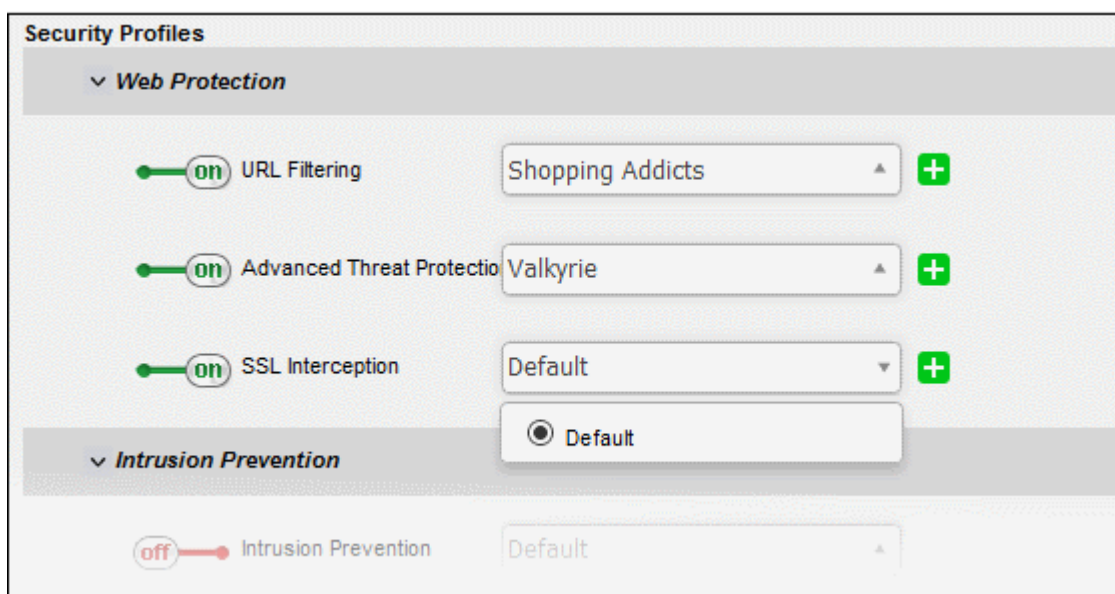 Security Profiles
Web Protection
on URL Filtering Shopping Addicts
on Advanced Threat Protectio Valkyrie
on SSL Interception Default
Default
Intrusion Prevention
off Intrusion Prevention Default